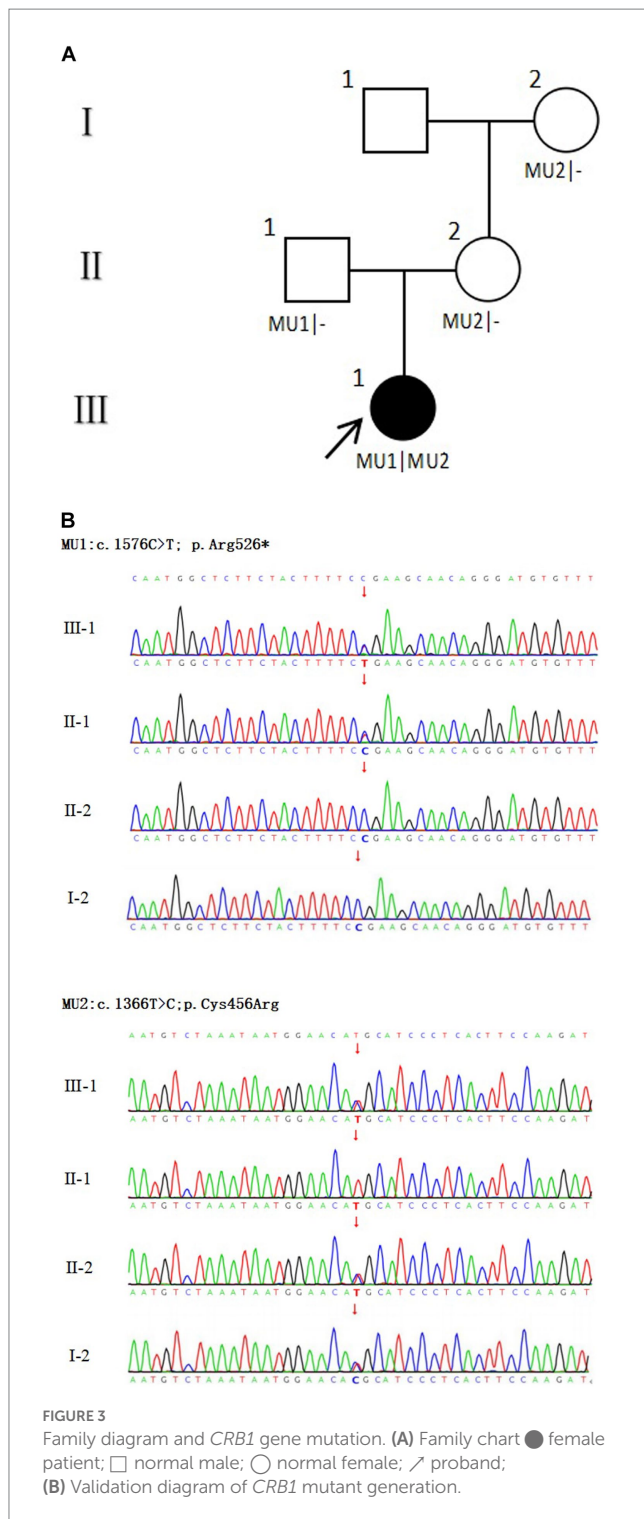 A
1
2
I
MU2|-
1
2
II
MU1|-
MU2|-
1
III
MU1|MU2
B
MU1:c.1576C>T; p.Arg526*
CAATGGCTCTTCTACTTTTCCGAAGCAACAGGGATGTGTTT
III-1
CAATGGCTCTTCTACTTTTCTGAAGCAACAGGGATGTGTTT
II-1
CAATGGCTCTTCTACTTTTCCGAAGCAACAGGGATGTGTTT
II-2
CAATGGCTCTTCTACTTTTCCGAAGCAACAGGGATGTGTTT
I-2
CAATGGCTCTTCTACTTTTCCGAAGCAACAGGGATGTGTTT
MU2:c.1366T>C;p.Cys456Arg
AATGTCTAAATAATGGAACATGCATCCCTCACTTCCAAGAT
III-1
AATGTCTAAATAATGGAACATGCATCCCTCACTTCCAAGAT
II-1
AATGTCTAAATAATGGAACATGCATCCCTCACTTCCAAGAT
II-2
AATGTCTAAATAATGGAACATGCATCCCTCACTTCCAAGAT
I-2
AATGTCTAAATAATGGAACACGCATCCCTCACTTCCAAGAT
FIGURE 3
Family diagram and CRB1 gene mutation. (A) Family chart ● female
patient; □ normal male; ○ normal female; ↗ proband;
(B) Validation diagram of CRB1 mutant generation.